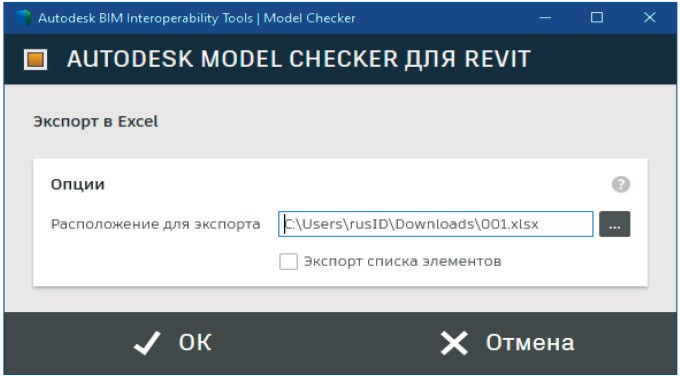 Autodesk BIM Interoperability Tools | Model Checker
AUTODESK MODEL CHECKER ДЛЯ REVIT
Экспорт в Excel
Опции
?
Расположение для экспорта C:\Users\rusID\Downloads\001.xlsx ...
Экспорт списка элементов
ОК Отмена